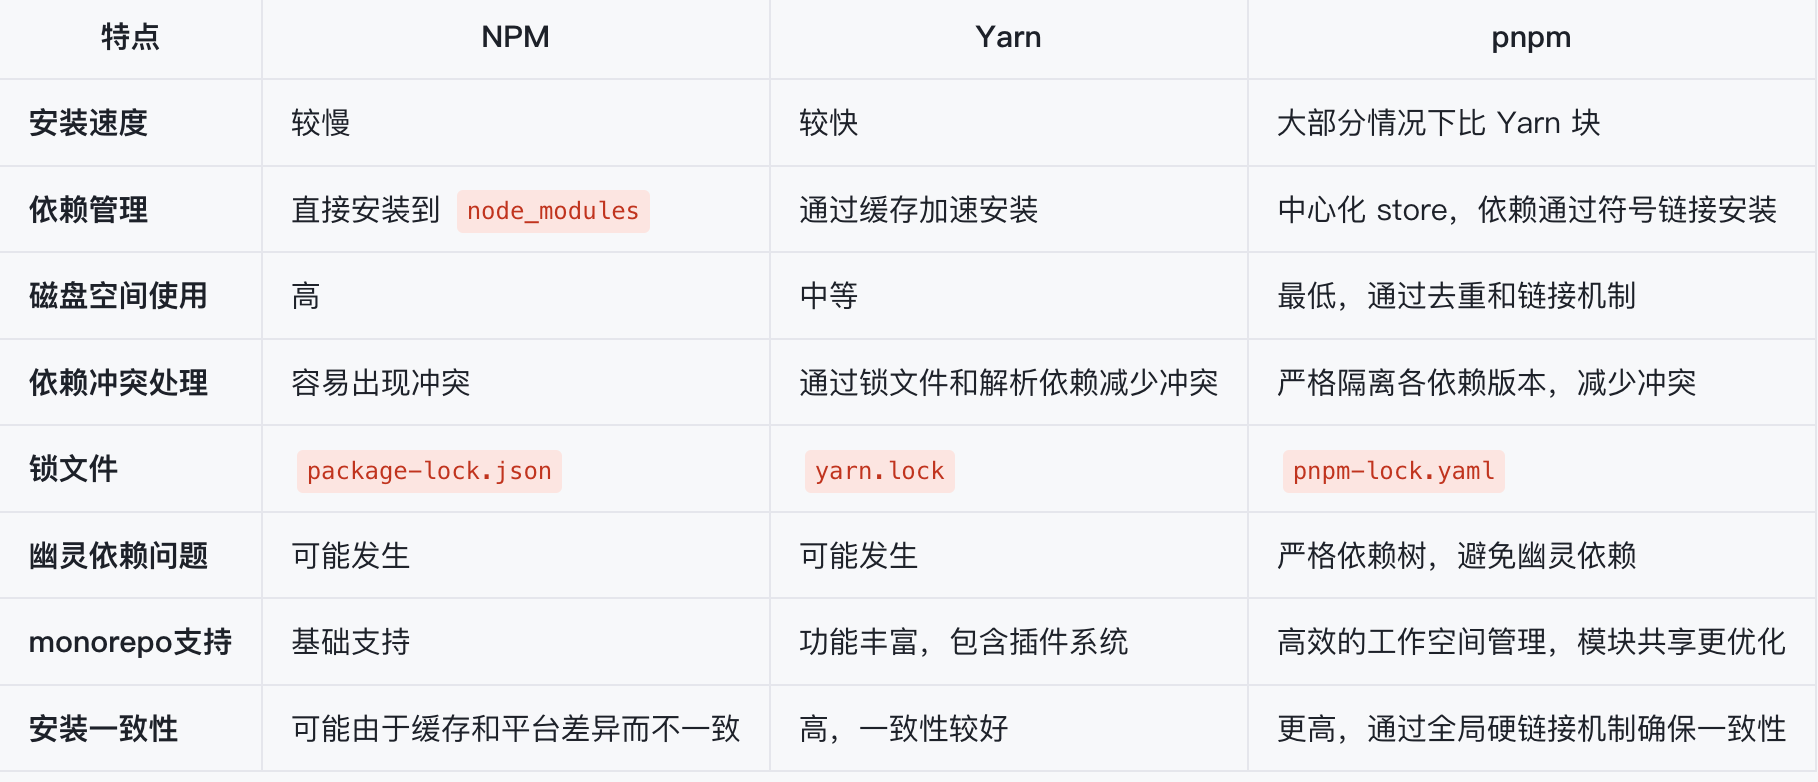 特点 NPM Yarn pnpm
安装速度 较慢 较快 大部分情况下比 Yarn 块
依赖管理 直接安装到 node_modules 通过缓存加速安装 中心化 store，依赖通过符号链接安装
磁盘空间使用 高 中等 最低，通过去重和链接机制
依赖冲突处理 容易出现冲突 通过锁文件和解析依赖减少冲突 严格隔离各依赖版本，减少冲突
锁文件 package-lock.json yarn.lock pnpm-lock.yaml
幽灵依赖问题 可能发生 可能发生 严格依赖树，避免幽灵依赖
monorepo支持 基础支持 功能丰富，包含插件系统 高效的工作空间管理，模块共享更优化
安装一致性 可能由于缓存和平台差异而不一致 高，一致性较好 更高，通过全局硬链接机制确保一致性